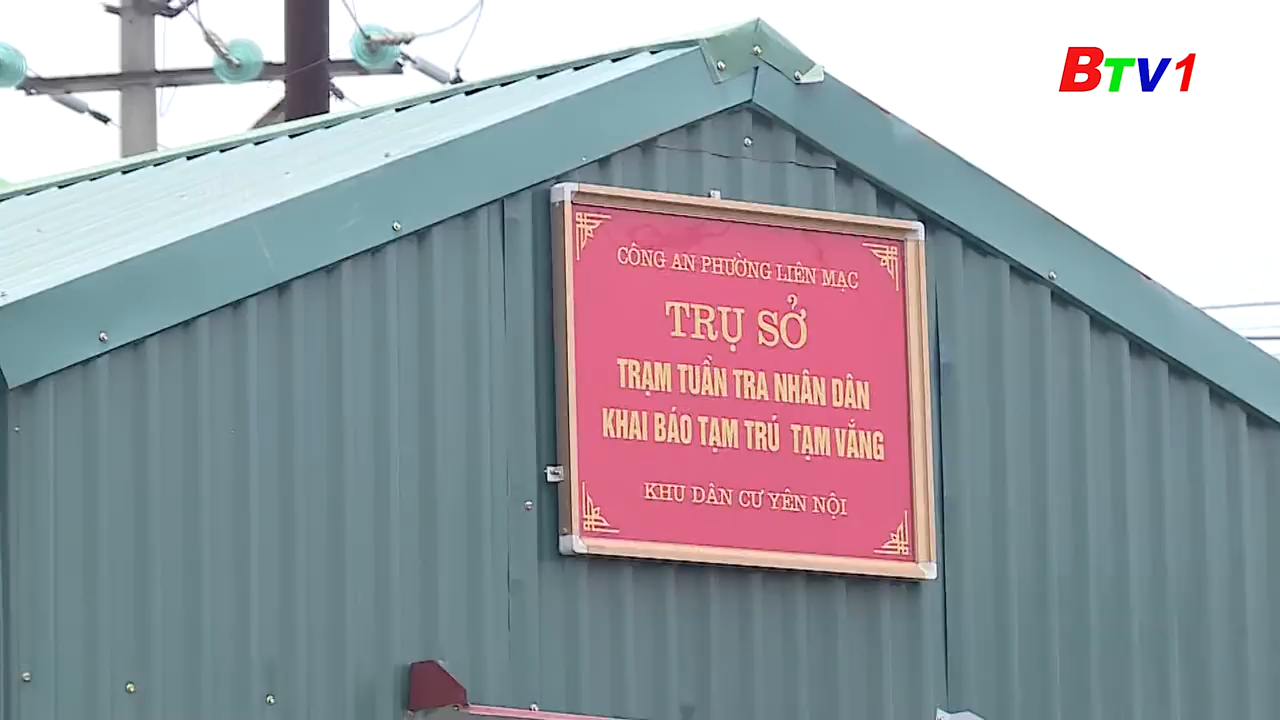 BTV1
CÔNG AN PHƯỜNG LIÊN MẠC
TRỤ SỞ
TRẠM TUẦN TRA NHÂN DÂN
KHAI BÁO TẠM TRÚ TẠM VẮNG
KHU DÂN CƯ YÊN NỘI